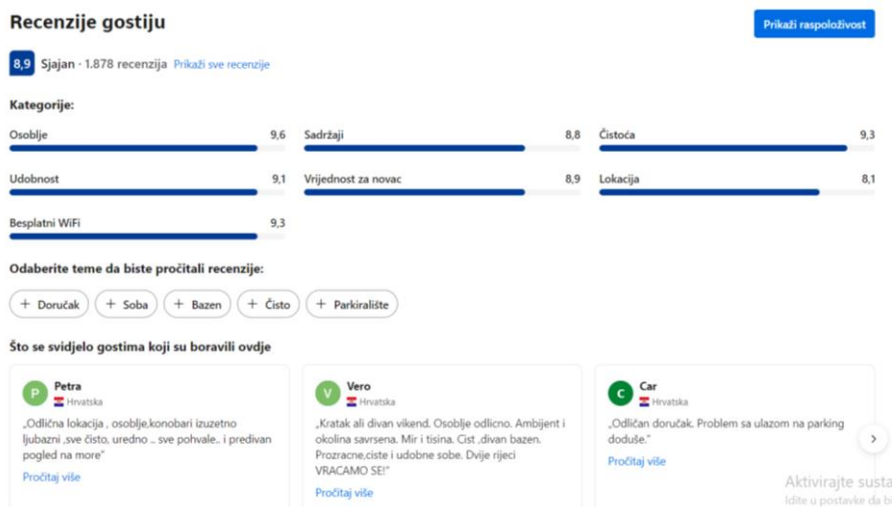 Recenzije gostiju
Prikaži raspoloživost
8,9 Sjajan · 1.878 recenzija Prikaži sve recenzije
Kategorije:
Osoblje 9,6
Sadržaji 8,8
Čistoća 9,3
Udobnost 9,1
Vrijednost za novac 8,9
Lokacija 8,1
Besplatni WiFi 9,3
Odaberite teme da biste pročitali recenzije:
+ Doručak
+ Soba
+ Bazen
+ Čisto
+ Parkiralište
Što se svidjelo gostima koji su boravili ovdje
P Petra
Hrvatska
„Odlična lokacija , osoblje,konobari izuzetno
ljubazni ,sve čisto, uredno .. sve pohvale.. i predivan
pogled na more”
Pročitaj više
V Vero
Hrvatska
„Kratak ali divan vikend. Osoblje odlicno. Ambijent i
okolina savrsena. Mir i tisina. Cist ,divan bazen.
Prozracne,ciste i udobne sobe. Dvije rijeci
VRACAMO SE!”
Pročitaj više
C Car
Hrvatska
„Odličan doručak. Problem sa ulazom na parking
doduše.”
Pročitaj više
Aktivirajte susta
Idite u postavke da bi